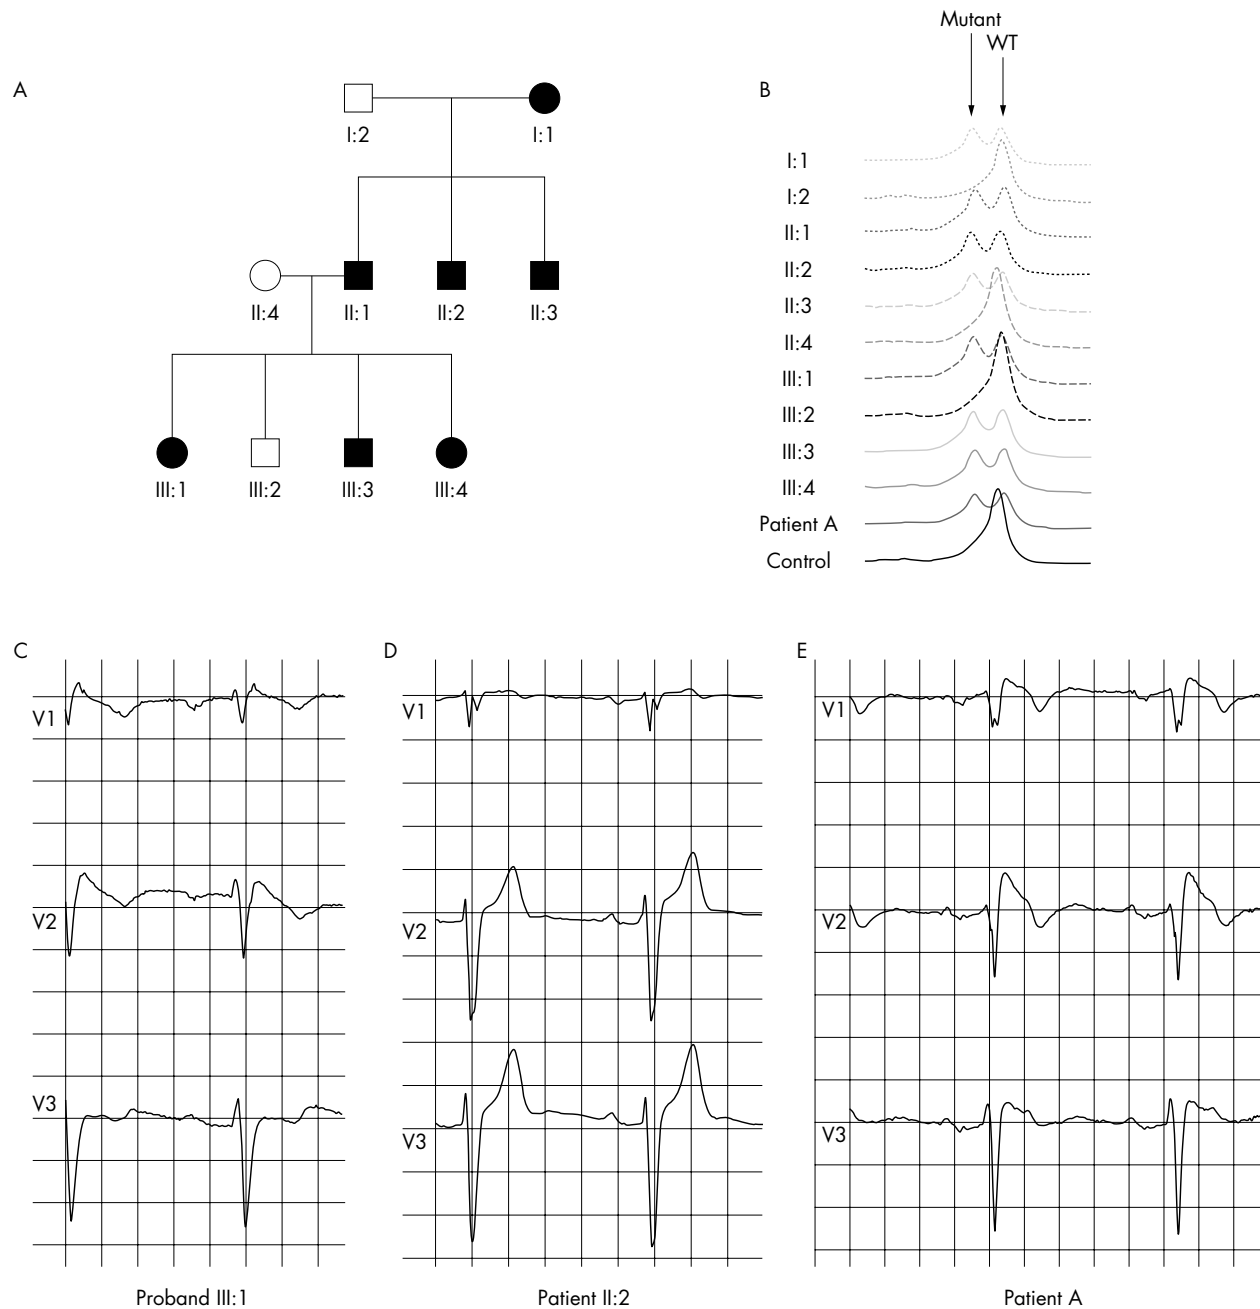 A
I:2
I:1
II:4
II:1
II:2
II:3
III:1
III:2
III:3
III:4
B
Mutant
WT
I:1
I:2
II:1
II:2
II:3
II:4
III:1
III:2
III:3
III:4
Patient A
Control
C
V1
V2
V3
Proband III:1
D
V1
V2
V3
Patient II:2
E
V1
V2
V3
Patient A